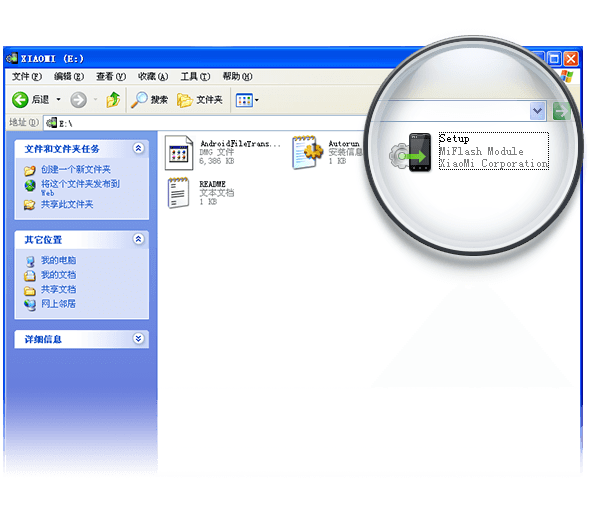 XIAOMI (E:)
文件(F) 编辑(E) 查看(V) 收藏(A) 工具(T) 帮助(H)
后退 搜索 文件夹
地址(D) E:\
文件和文件夹任务
创建一个新文件夹
将这个文件夹发布到
Web
共享此文件夹
其它位置
我的电脑
我的文档
共享文档
网上邻居
详细信息
AndroidFileTrans...
DMG 文件
6,386 KB
Autorun
安装信息
1 KB
Setup
MiFlash Module
XiaoMi Corporation
README
文本文档
1 KB